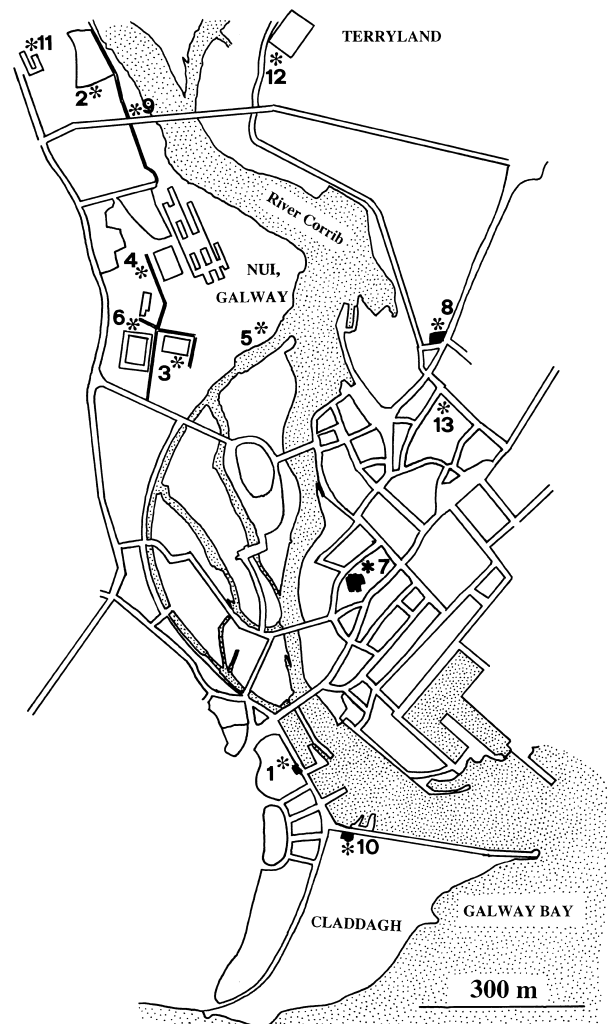 TERRYLAND
*11
*12
2*
*9
River Corrib
4*
NUI,
GALWAY
*8
6*
5*
3*
*13
*7
1*
*10
CLADDAGH
GALWAY BAY
300 m